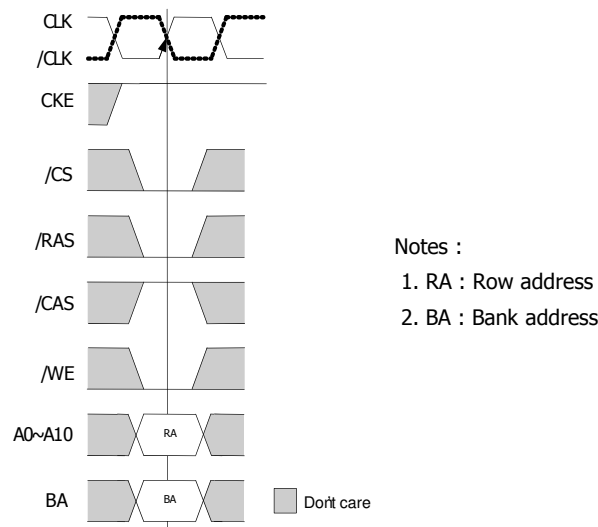 CLK
/CLK
CKE
/CS
/RAS
/CAS
/WE
A0~A10
RA
BA
BA
Don't care
Notes :
1. RA : Row address
2. BA : Bank address